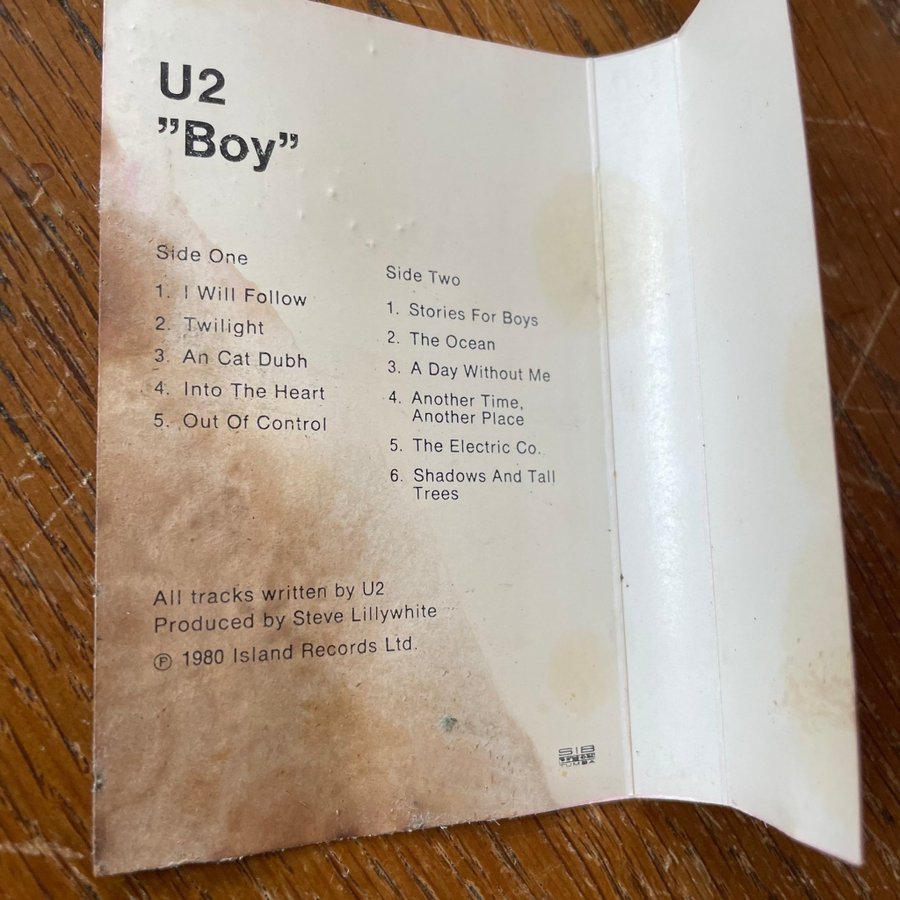 U2
”Boy”
Side One
1. I Will Follow
2. Twilight
3. An Cat Dubh
4. Into The Heart
5. Out Of Control
Side Two
1. Stories For Boys
2. The Ocean
3. A Day Without Me
4. Another Time,
Another Place
5. The Electric Co.
6. Shadows And Tall
Trees
All tracks written by U2
Produced by Steve Lillywhite
Ⓟ 1980 Island Records Ltd.